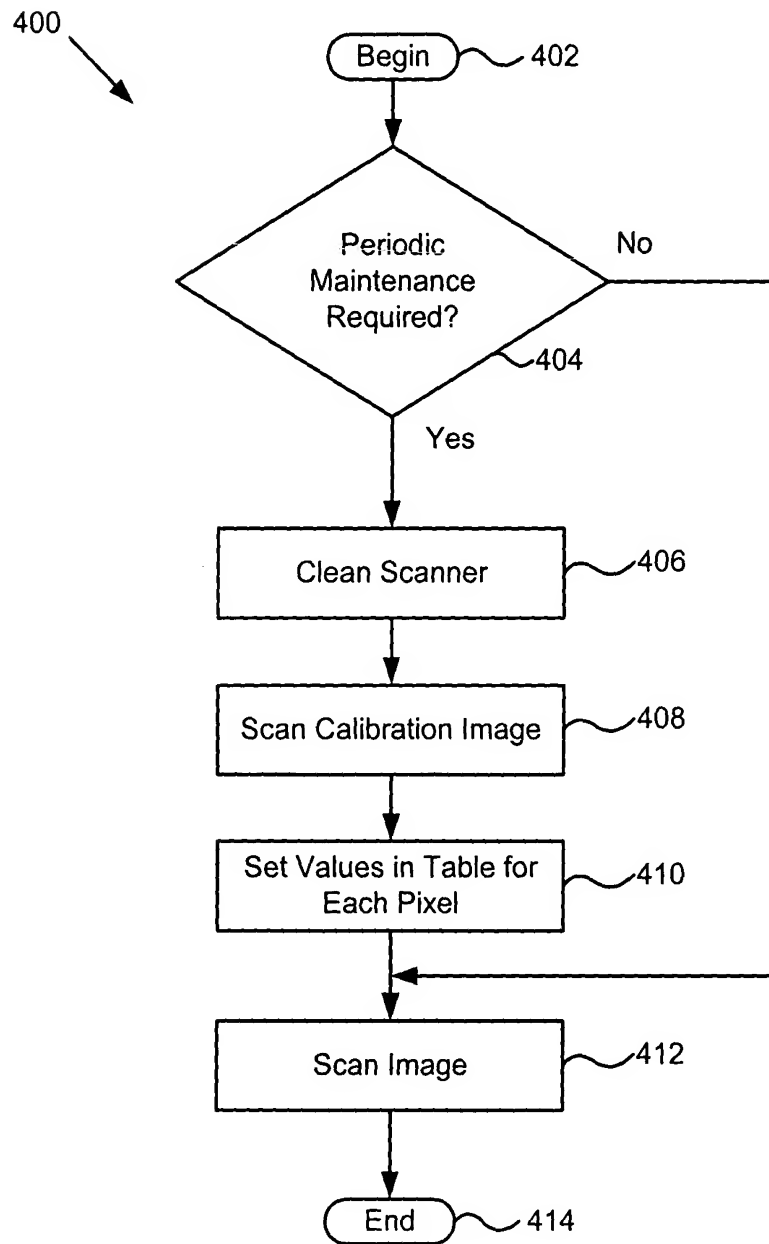 400
Begin
402
Periodic
Maintenance
Required?
No
404
Yes
Clean Scanner
406
Scan Calibration Image
408
Set Values in Table for
Each Pixel
410
Scan Image
412
End
414